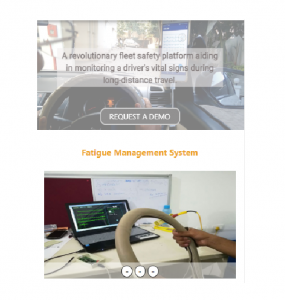 A revolutionary fleet safety platform aiding
in monitoring a driver's vital signs during
long-distance travel.
REQUEST A DEMO
Fatigue Management System